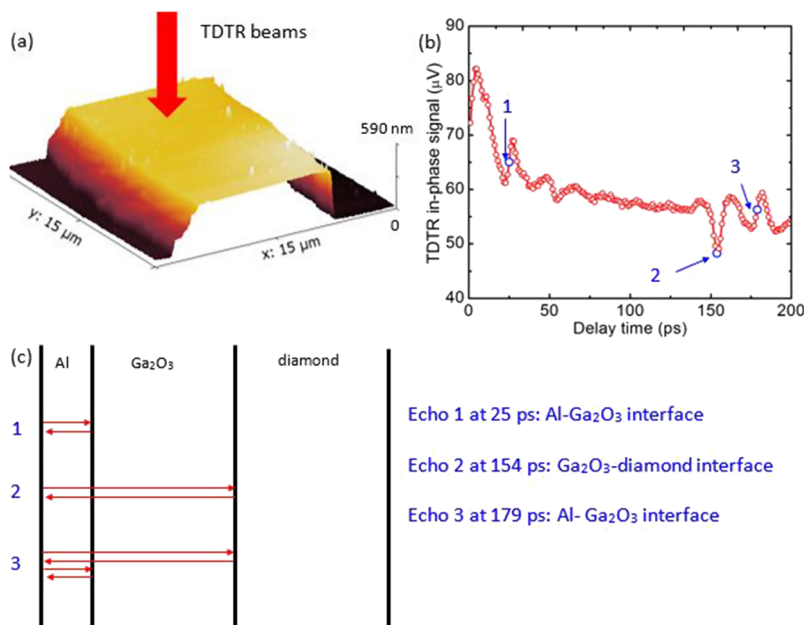 (a)
TDTR beams
590 nm
0
y: 15 μm
x: 15 μm
(b)
TDTR in-phase signal (μV)
90
80
70
60
50
40
1
2
3
0
50
100
150
200
Delay time (ps)
(c)
Al
Ga₂O₃
diamond
1
2
3
Echo 1 at 25 ps: Al-Ga₂O₃ interface
Echo 2 at 154 ps: Ga₂O₃-diamond interface
Echo 3 at 179 ps: Al- Ga₂O₃ interface